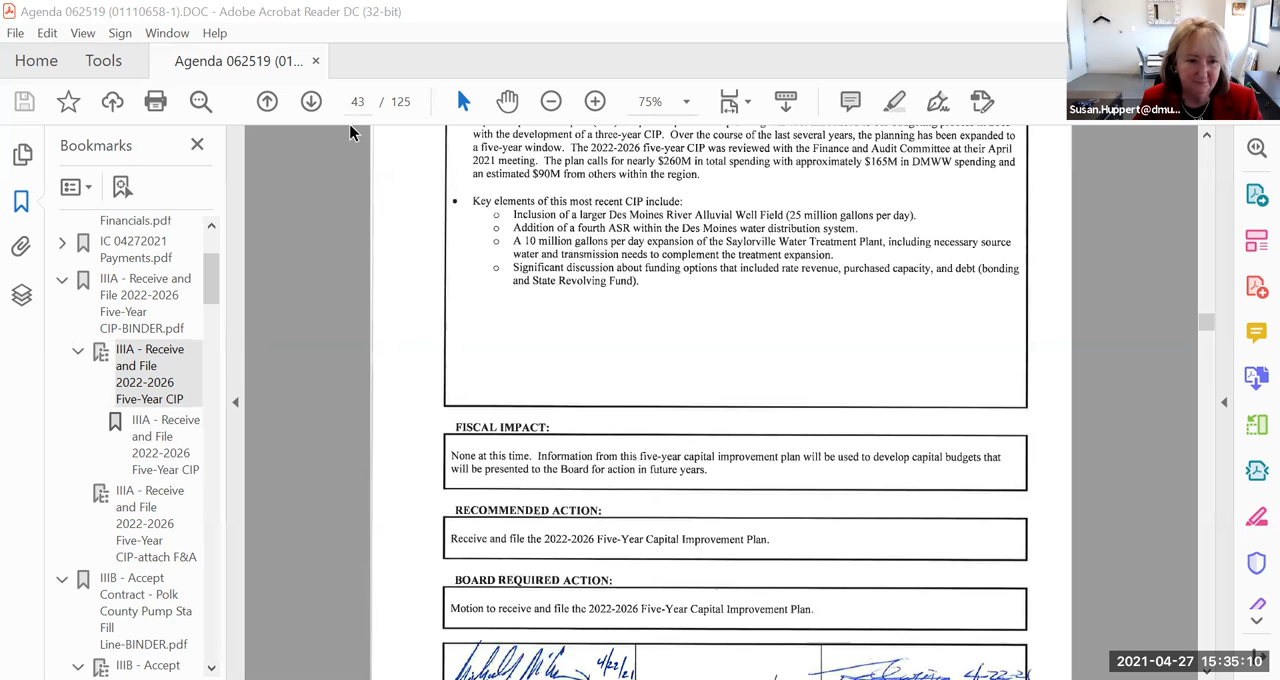 Agenda 062519 (01110658-1).DOC - Adobe Acrobat Reader DC (32-bit)
File Edit View Sign Window Help
Home Tools Agenda 062519 (01... ×
43 / 125 75%
Susan.Huppert@dmu...
Bookmarks
Financials.pdf
IC 04272021
Payments.pdf
IIIA - Receive and
File 2022-2026
Five-Year
CIP-BINDER.pdf
IIIA - Receive
and File
2022-2026
Five-Year CIP
IIIA - Receive
and File
2022-2026
Five-Year CIP
IIIA - Receive
and File
2022-2026
Five-Year
CIP-attach F&A
IIIB - Accept
Contract - Polk
County Pump Sta
Fill
Line-BINDER.pdf
IIIB - Accept
with the development of a three-year CIP. Over the course of the last several years, the planning has been expanded to
a five-year window. The 2022-2026 five-year CIP was reviewed with the Finance and Audit Committee at their April
2021 meeting. The plan calls for nearly $260M in total spending with approximately $165M in DMWW spending and
an estimated $90M from others within the region.
• Key elements of this most recent CIP include:
o Inclusion of a larger Des Moines River Alluvial Well Field (25 million gallons per day).
o Addition of a fourth ASR within the Des Moines water distribution system.
o A 10 million gallons per day expansion of the Saylorville Water Treatment Plant, including necessary source
water and transmission needs to complement the treatment expansion.
o Significant discussion about funding options that included rate revenue, purchased capacity, and debt (bonding
and State Revolving Fund).
FISCAL IMPACT:
None at this time. Information from this five-year capital improvement plan will be used to develop capital budgets that
will be presented to the Board for action in future years.
RECOMMENDED ACTION:
Receive and file the 2022-2026 Five-Year Capital Improvement Plan.
BOARD REQUIRED ACTION:
Motion to receive and file the 2022-2026 Five-Year Capital Improvement Plan.
4/22/21
2021-04-27 15:35:10